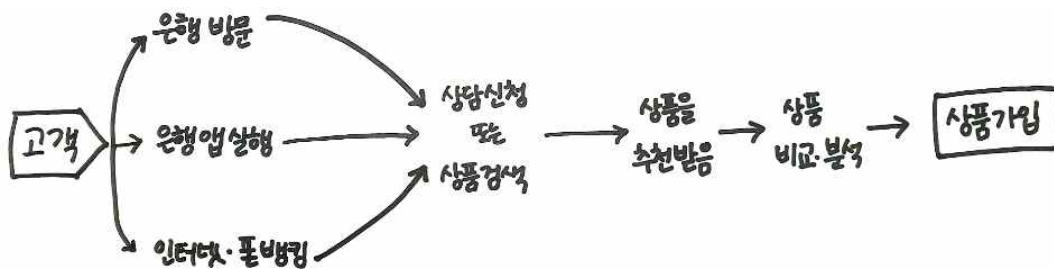 은행 방문
고객
은행 앱 실행
인터넷·폰뱅킹
상담신청
또는
상품검색
상품을
추천받음
상품
비교·분석
상품가입